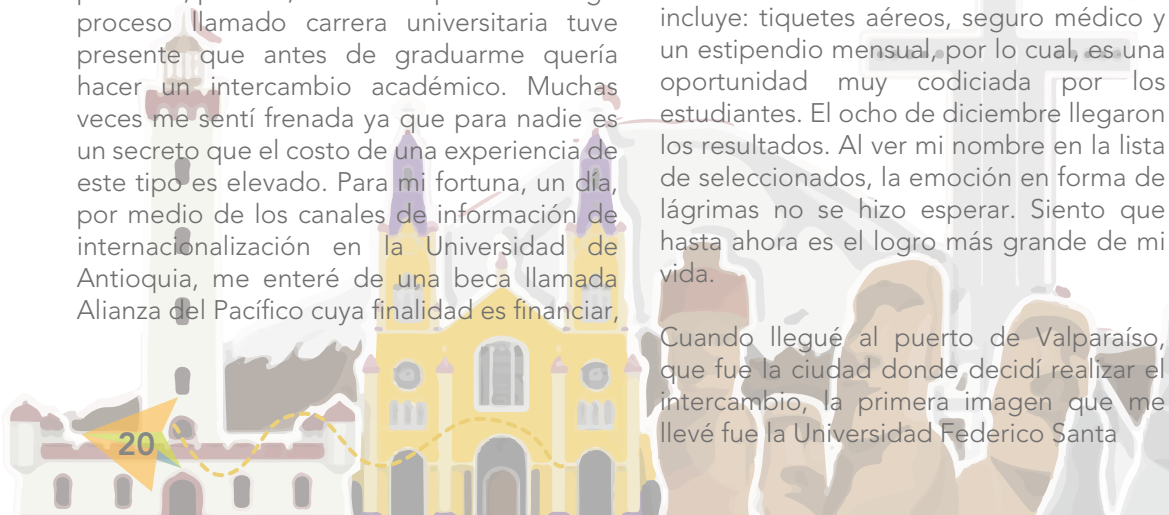 proceso llamado carrera universitaria tuve
presente que antes de graduarme quería
hacer un intercambio académico. Muchas
veces me sentí frenada ya que para nadie es
un secreto que el costo de una experiencia de
este tipo es elevado. Para mi fortuna, un día,
por medio de los canales de información de
internacionalización en la Universidad de
Antioquia, me enteré de una beca llamada
Alianza del Pacífico cuya finalidad es financiar,
20
incluye: tiquetes aéreos, seguro médico y
un estipendio mensual, por lo cual, es una
oportunidad muy codiciada por los
estudiantes. El ocho de diciembre llegaron
los resultados. Al ver mi nombre en la lista
de seleccionados, la emoción en forma de
lágrimas no se hizo esperar. Siento que
hasta ahora es el logro más grande de mi
vida.
Cuando llegué al puerto de Valparaíso,
que fue la ciudad donde decidí realizar el
intercambio, la primera imagen que me
llevé fue la Universidad Federico Santa